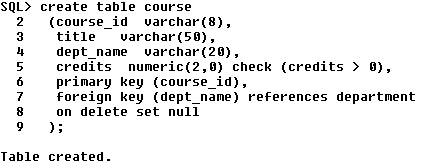 SQL> create table course
2 (course_id varchar(8),
3 title varchar(50),
4 dept_name varchar(20),
5 credits numeric(2,0) check (credits > 0),
6 primary key (course_id),
7 foreign key (dept_name) references department
8 on delete set null
9 );
Table created.